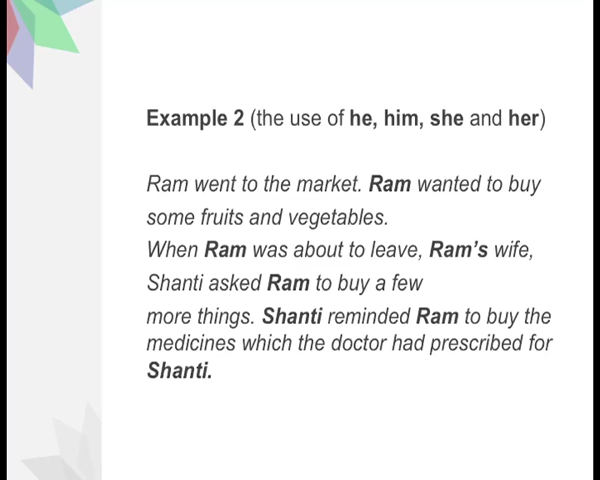 Example 2 (the use of he, him, she and her)
Ram went to the market. Ram wanted to buy
some fruits and vegetables.
When Ram was about to leave, Ram’s wife,
Shanti asked Ram to buy a few
more things. Shanti reminded Ram to buy the
medicines which the doctor had prescribed for
Shanti.